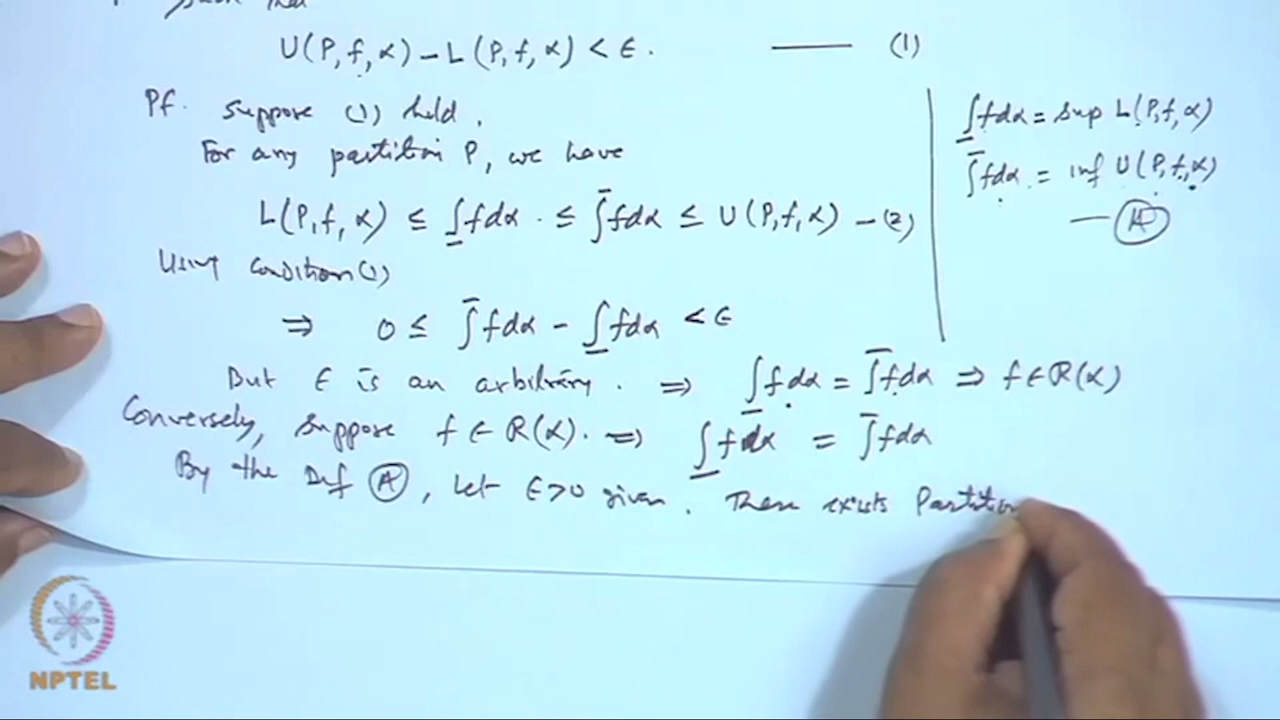 such that
U(P, f, α) – L(P, f, α) < ε. —— (1)
Pf. Suppose (1) hold.
For any partition P, we have
L(P, f, α) ≤ ∫̲ f dα ≤ ∫̅ f dα ≤ U(P, f, α) – (2)
Using condition (1)
⇒ 0 ≤ ∫̅ f dα – ∫̲ f dα < ε
But ε is an arbitrary. ⇒ ∫̲ f dα = ∫̅ f dα ⇒ f ∈ R(α)
Conversely, suppose f ∈ R(α). ⇒ ∫̲ f dα = ∫̅ f dα
By the Def Ⓐ, Let ε > 0 given. There exists Partition
∫̲ f dα = sup L(P, f, α)
∫̅ f dα = inf U(P, f, α)
— Ⓐ
NPTEL